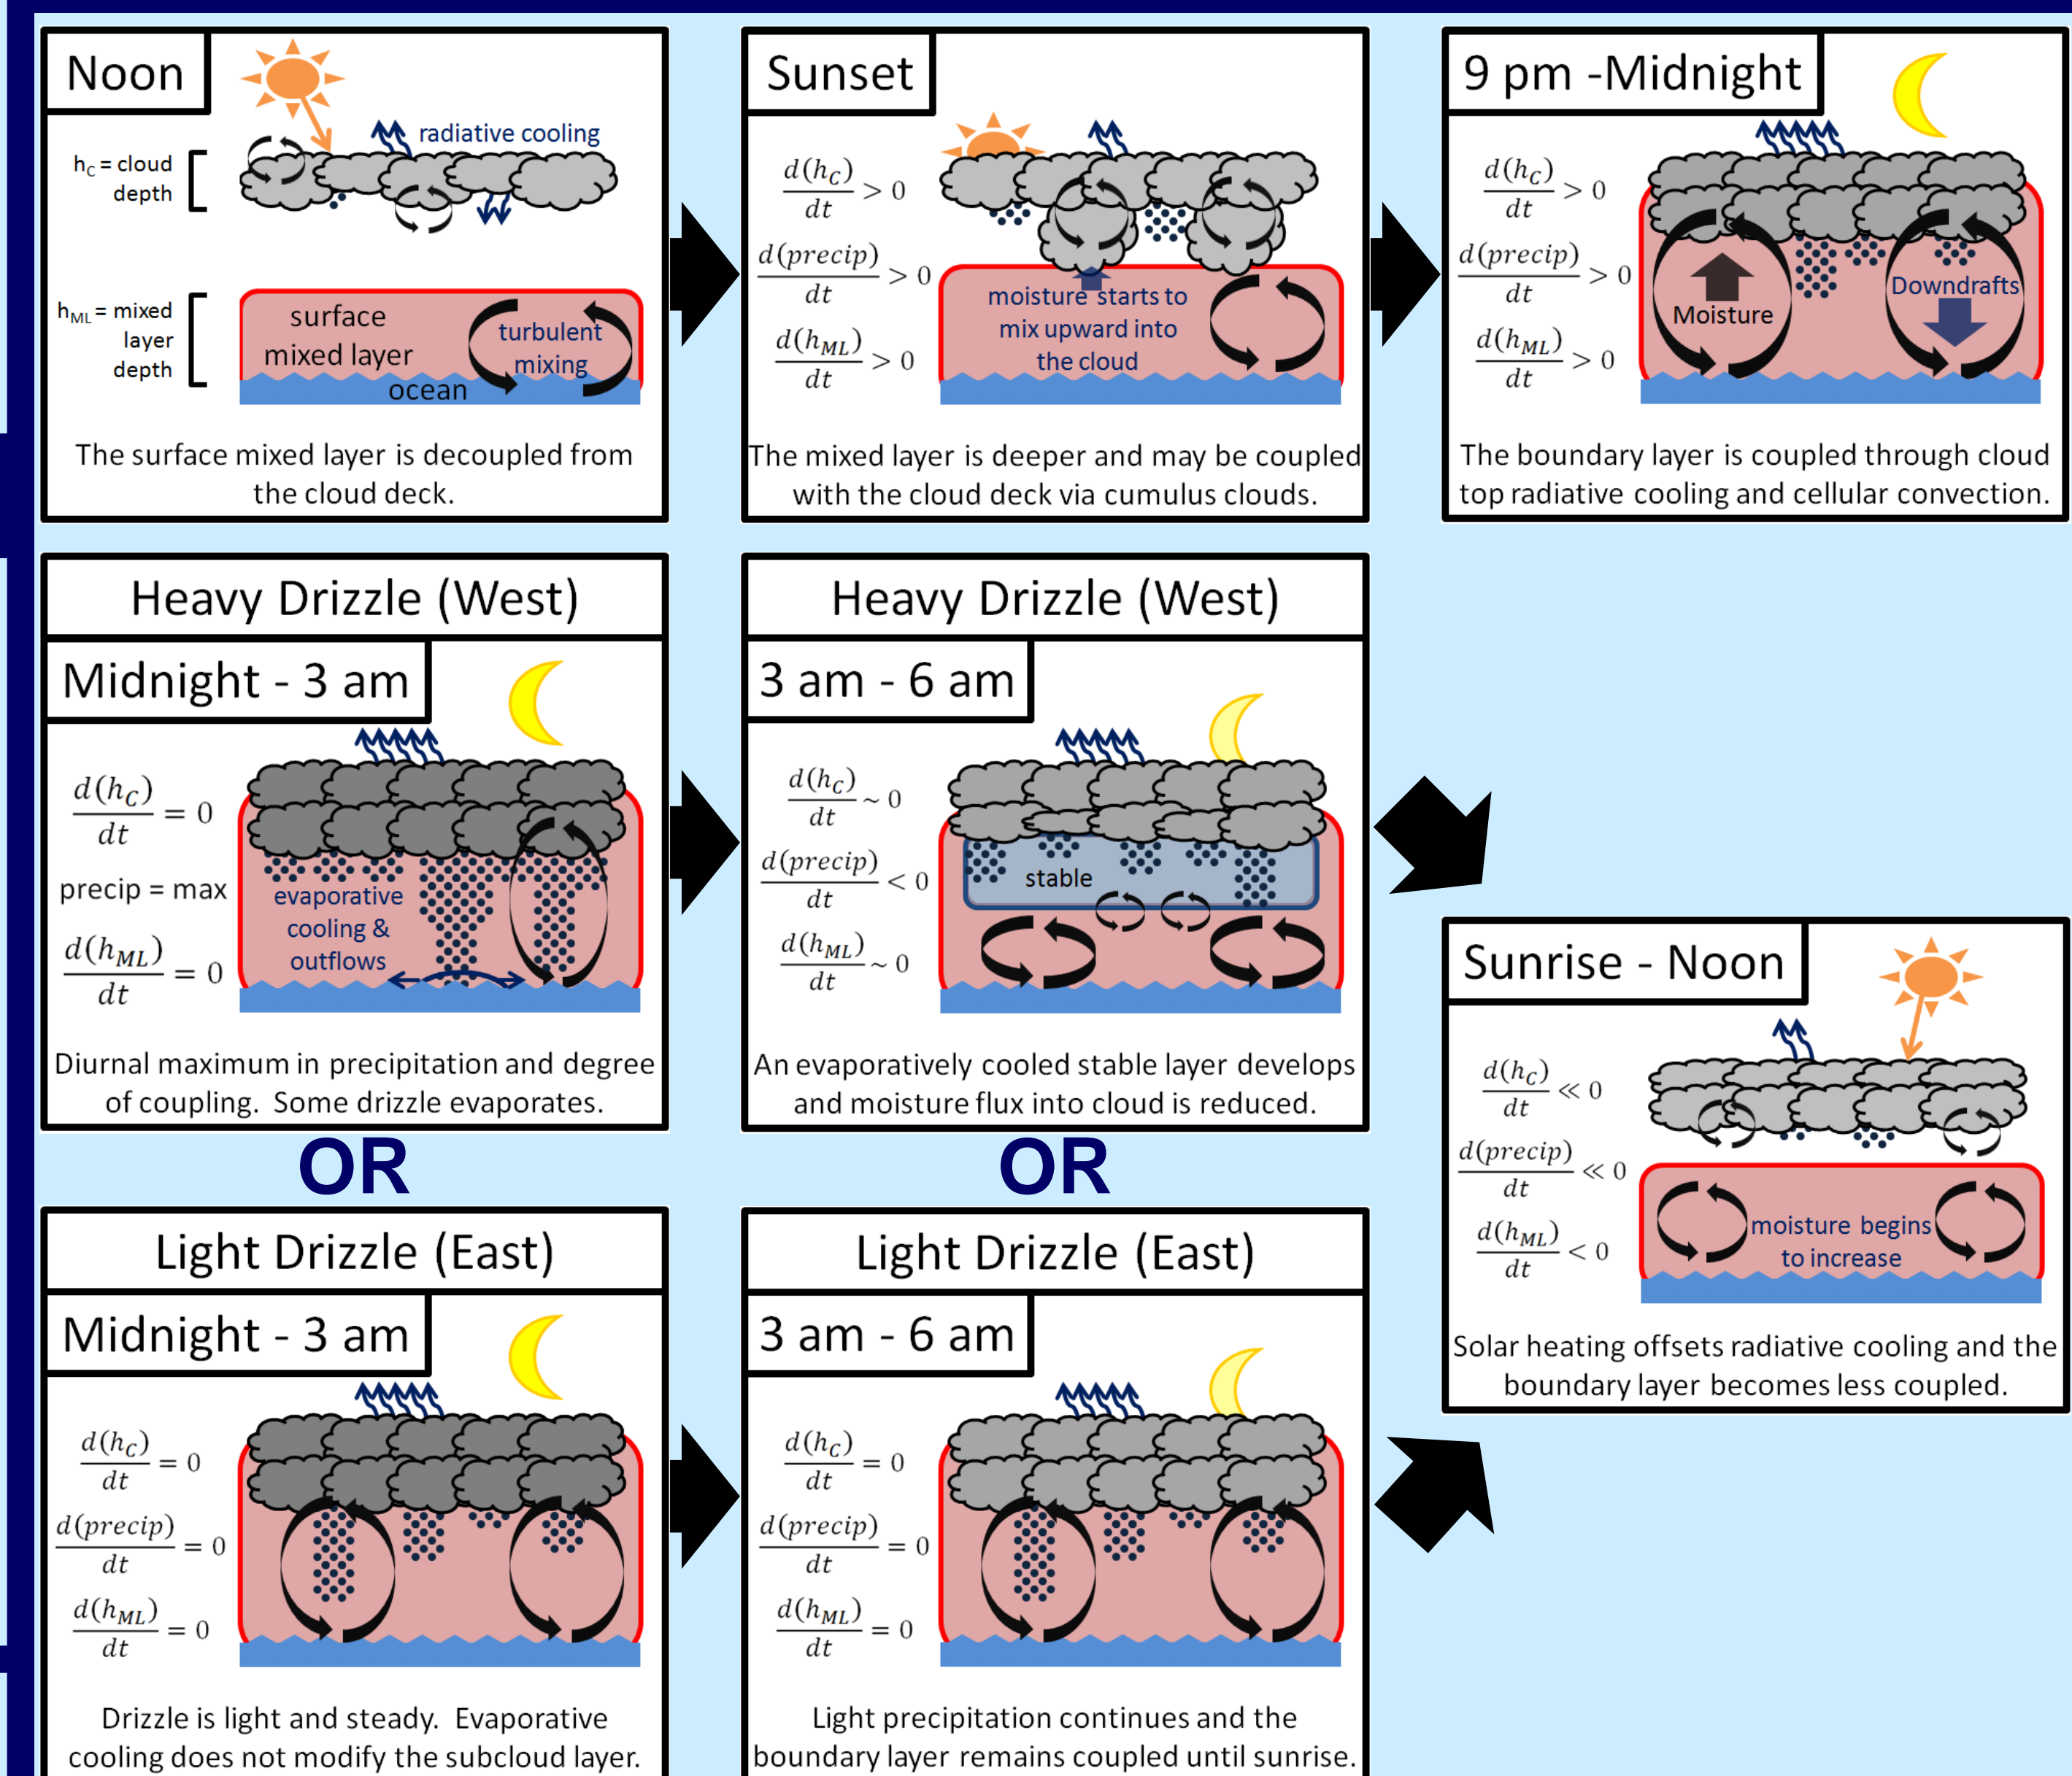 Noon
radiative cooling
h_C = cloud
depth
h_ML = mixed
layer
depth
surface
mixed layer
turbulent
mixing
ocean
The surface mixed layer is decoupled from
the cloud deck.
Sunset
d(h_C)/dt > 0
d(precip)/dt > 0
d(h_ML)/dt > 0
moisture starts to
mix upward into
the cloud
The mixed layer is deeper and may be coupled
with the cloud deck via cumulus clouds.
9 pm -Midnight
d(h_C)/dt > 0
d(precip)/dt > 0
d(h_ML)/dt > 0
Moisture
Downdrafts
The boundary layer is coupled through cloud
top radiative cooling and cellular convection.
Heavy Drizzle (West)
Midnight - 3 am
d(h_C)/dt = 0
precip = max
d(h_ML)/dt = 0
evaporative
cooling &
outflows
Diurnal maximum in precipitation and degree
of coupling. Some drizzle evaporates.
Heavy Drizzle (West)
3 am - 6 am
d(h_C)/dt ~ 0
d(precip)/dt < 0
d(h_ML)/dt ~ 0
stable
An evaporatively cooled stable layer develops
and moisture flux into cloud is reduced.
OR
OR
Light Drizzle (East)
Midnight - 3 am
d(h_C)/dt = 0
d(precip)/dt = 0
d(h_ML)/dt = 0
Drizzle is light and steady. Evaporative
cooling does not modify the subcloud layer.
Light Drizzle (East)
3 am - 6 am
d(h_C)/dt = 0
d(precip)/dt = 0
d(h_ML)/dt = 0
Light precipitation continues and the
boundary layer remains coupled until sunrise.
Sunrise - Noon
d(h_C)/dt ≪ 0
d(precip)/dt ≪ 0
d(h_ML)/dt < 0
moisture begins
to increase
Solar heating offsets radiative cooling and the
boundary layer becomes less coupled.